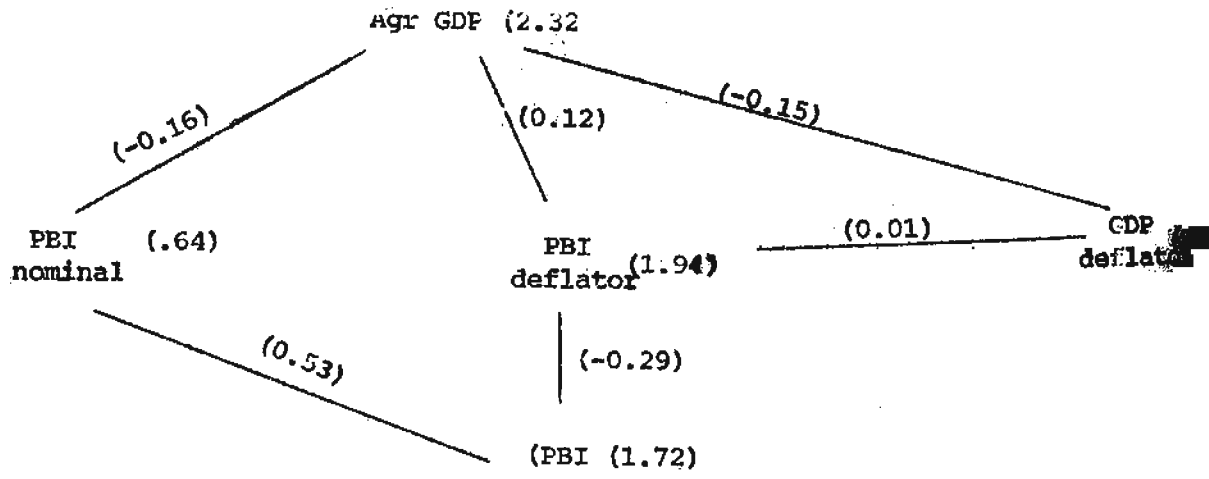 Agr GDP (2.32
(-0.16)
(0.12)
(-0.15)
PBI (.64)
nominal
PBI
deflator (1.94)
(0.01)
GDP
(0.53)
(-0.29)
(PBI (1.72)